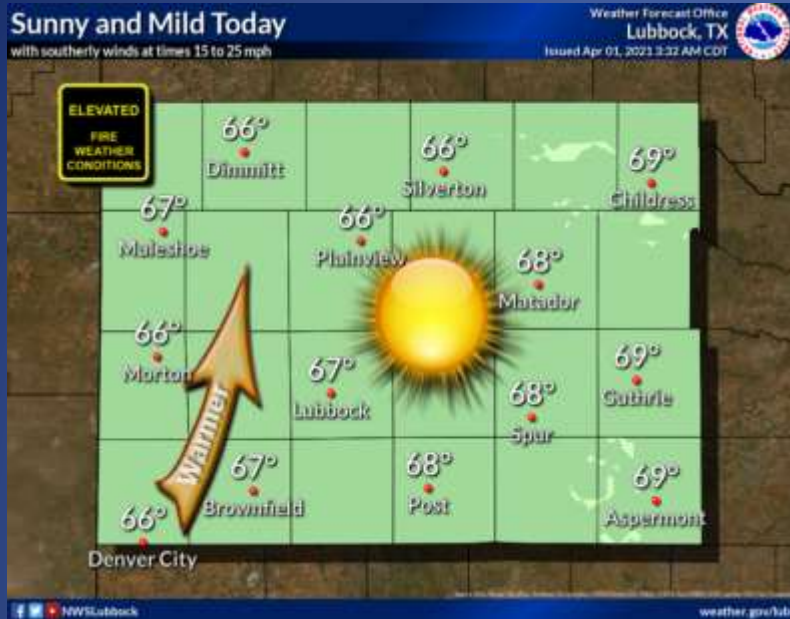 Sunny and Mild Today
with southerly winds at times 15 to 25 mph
Weather Forecast Office
Lubbock, TX
Issued Apr 01, 2021 3:32 AM CDT
ELEVATED
FIRE
WEATHER
CONDITIONS
66°
Dimmitt
66°
Silverton
69°
Childress
67°
Muleshoe
66°
Plainview
68°
Matador
66°
Morton
67°
Lubbock
68°
Spur
69°
Guthrie
Warmer
67°
Brownfield
68°
Post
69°
Aspermont
66°
Denver City
NWSLubbock
weather.gov/lub